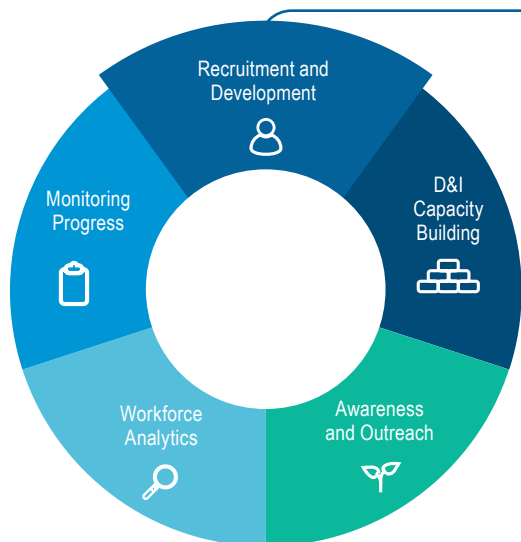 Recruitment and
Development
D&I
Capacity
Building
Awareness
and Outreach
Workforce
Analytics
Monitoring
Progress